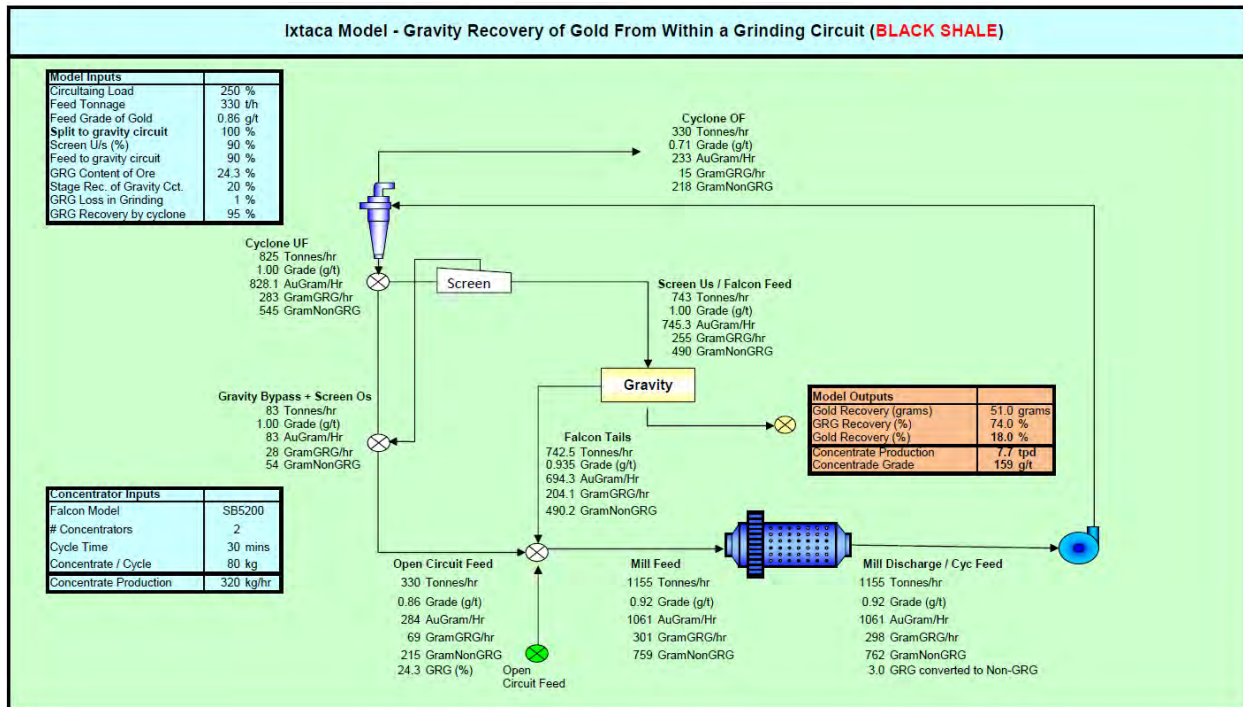 Ixtaca Model - Gravity Recovery of Gold From Within a Grinding Circuit (BLACK SHALE)
Model Inputs
Circultaing Load 250 %
Feed Tonnage 330 t/h
Feed Grade of Gold 0.86 g/t
Split to gravity circuit 100 %
Screen U/s (%) 90 %
Feed to gravity circuit 90 %
GRG Content of Ore 24.3 %
Stage Rec. of Gravity Cct. 20 %
GRG Loss in Grinding 1 %
GRG Recovery by cyclone 95 %
Cyclone OF
330 Tonnes/hr
0.71 Grade (g/t)
233 AuGram/Hr
15 GramGRG/hr
218 GramNonGRG
Cyclone UF
825 Tonnes/hr
1.00 Grade (g/t)
828.1 AuGram/Hr
283 GramGRG/hr
545 GramNonGRG
Screen
Screen Us / Falcon Feed
743 Tonnes/hr
1.00 Grade (g/t)
745.3 AuGram/Hr
255 GramGRG/hr
490 GramNonGRG
Gravity
Gravity Bypass + Screen Os
83 Tonnes/hr
1.00 Grade (g/t)
83 AuGram/Hr
28 GramGRG/hr
54 GramNonGRG
Falcon Tails
742.5 Tonnes/hr
0.935 Grade (g/t)
694.3 AuGram/Hr
204.1 GramGRG/hr
490.2 GramNonGRG
Model Outputs
Gold Recovery (grams) 51.0 grams
GRG Recovery (%) 74.0 %
Gold Recovery (%) 18.0 %
Concentrate Production 7.7 tpd
Concentrade Grade 159 g/t
Concentrator Inputs
Falcon Model SB5200
# Concentrators 2
Cycle Time 30 mins
Concentrate / Cycle 80 kg
Concentrate Production 320 kg/hr
Open Circuit Feed
330 Tonnes/hr
0.86 Grade (g/t)
284 AuGram/Hr
69 GramGRG/hr
215 GramNonGRG
24.3 GRG (%)
Open
Circuit Feed
Mill Feed
1155 Tonnes/hr
0.92 Grade (g/t)
1061 AuGram/Hr
301 GramGRG/hr
759 GramNonGRG
Mill Discharge / Cyc Feed
1155 Tonnes/hr
0.92 Grade (g/t)
1061 AuGram/Hr
298 GramGRG/hr
762 GramNonGRG
3.0 GRG converted to Non-GRG